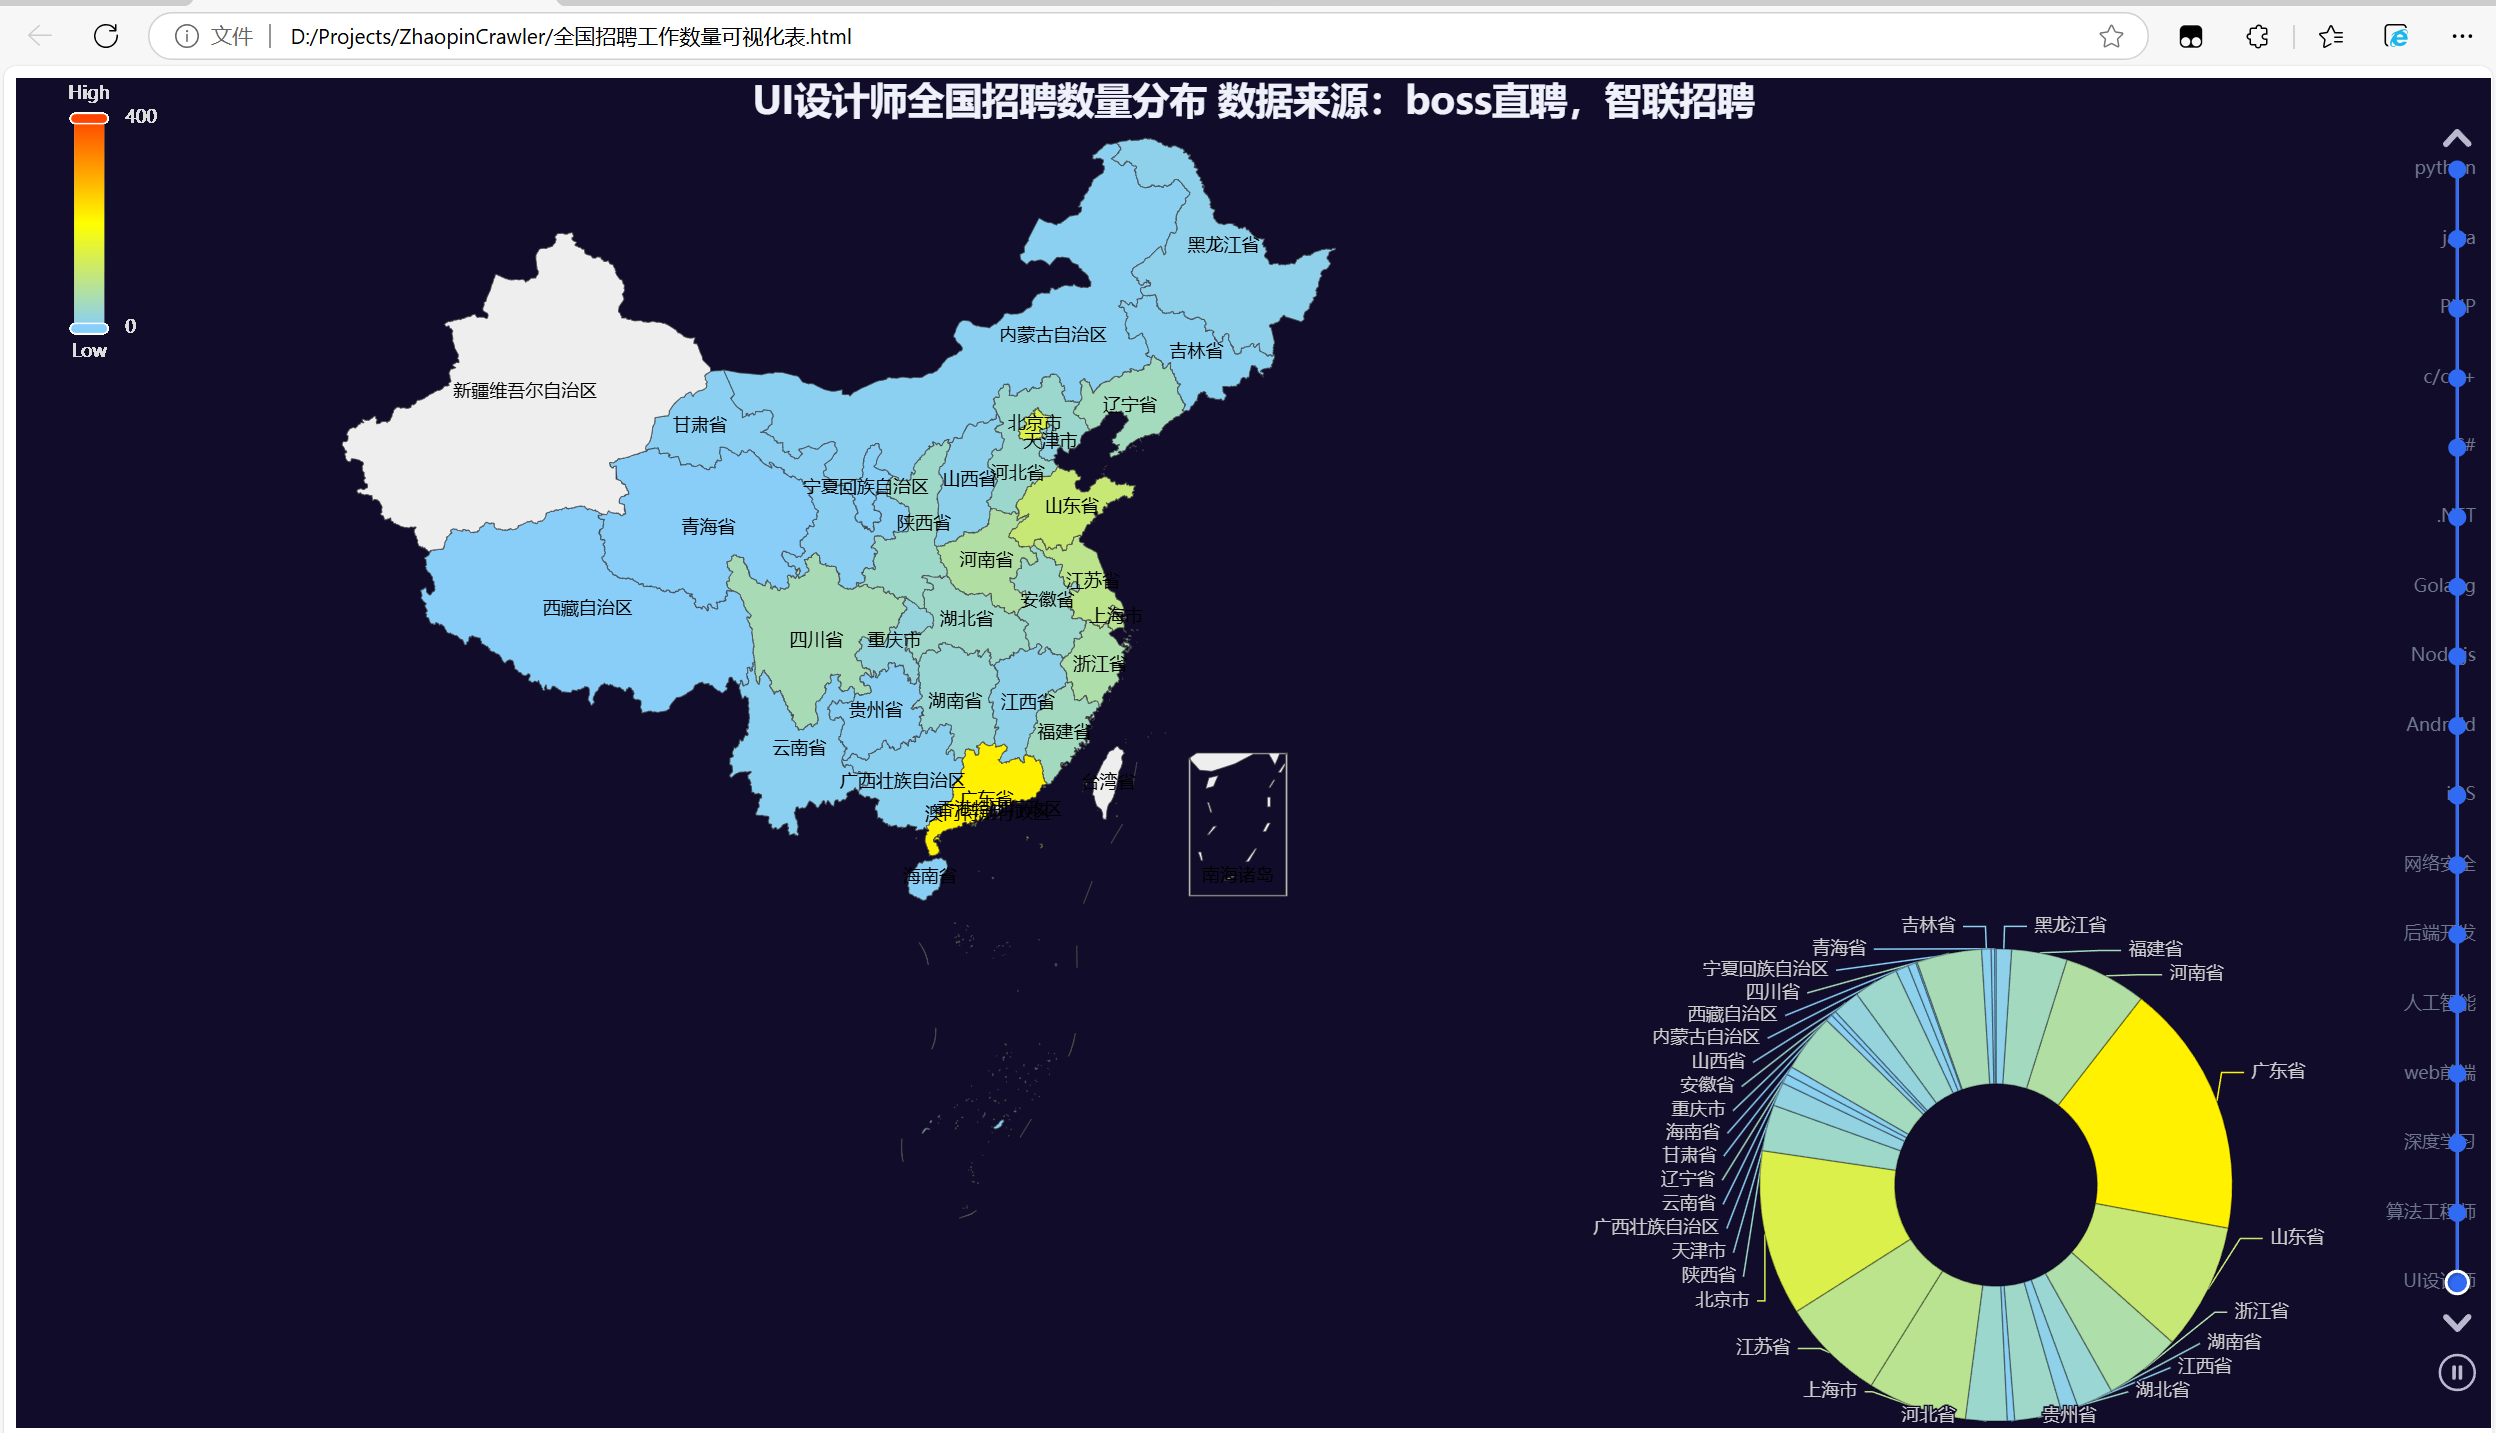 文件 D:/Projects/ZhaopinCrawler/全国招聘工作数量可视化表.html
UI设计师全国招聘数量分布 数据来源：boss直聘，智联招聘
High
400
0
Low
黑龙江省
内蒙古自治区
吉林省
新疆维吾尔自治区
辽宁省
甘肃省
北京市
天津市
河北省
山西省
宁夏回族自治区
山东省
陕西省
青海省
河南省
江苏省
安徽省
西藏自治区
上海市
湖北省
四川省
重庆市
浙江省
湖南省
江西省
贵州省
福建省
云南省
广西壮族自治区
台湾省
广东省
香港特别行政区
澳门特别行政区
海南省
南海诸岛
python
java
PHP
c/c++
.NET
Golang
Node.js
Android
iOS
网络安全
后端开发
人工智能
web前端
深度学习
算法工程师
UI设计师
吉林省
黑龙江省
青海省
福建省
宁夏回族自治区
河南省
四川省
西藏自治区
内蒙古自治区
山西省
广东省
安徽省
重庆市
海南省
甘肃省
辽宁省
云南省
广西壮族自治区
山东省
天津市
陕西省
北京市
浙江省
湖南省
江苏省
江西省
上海市
湖北省
河北省
贵州省